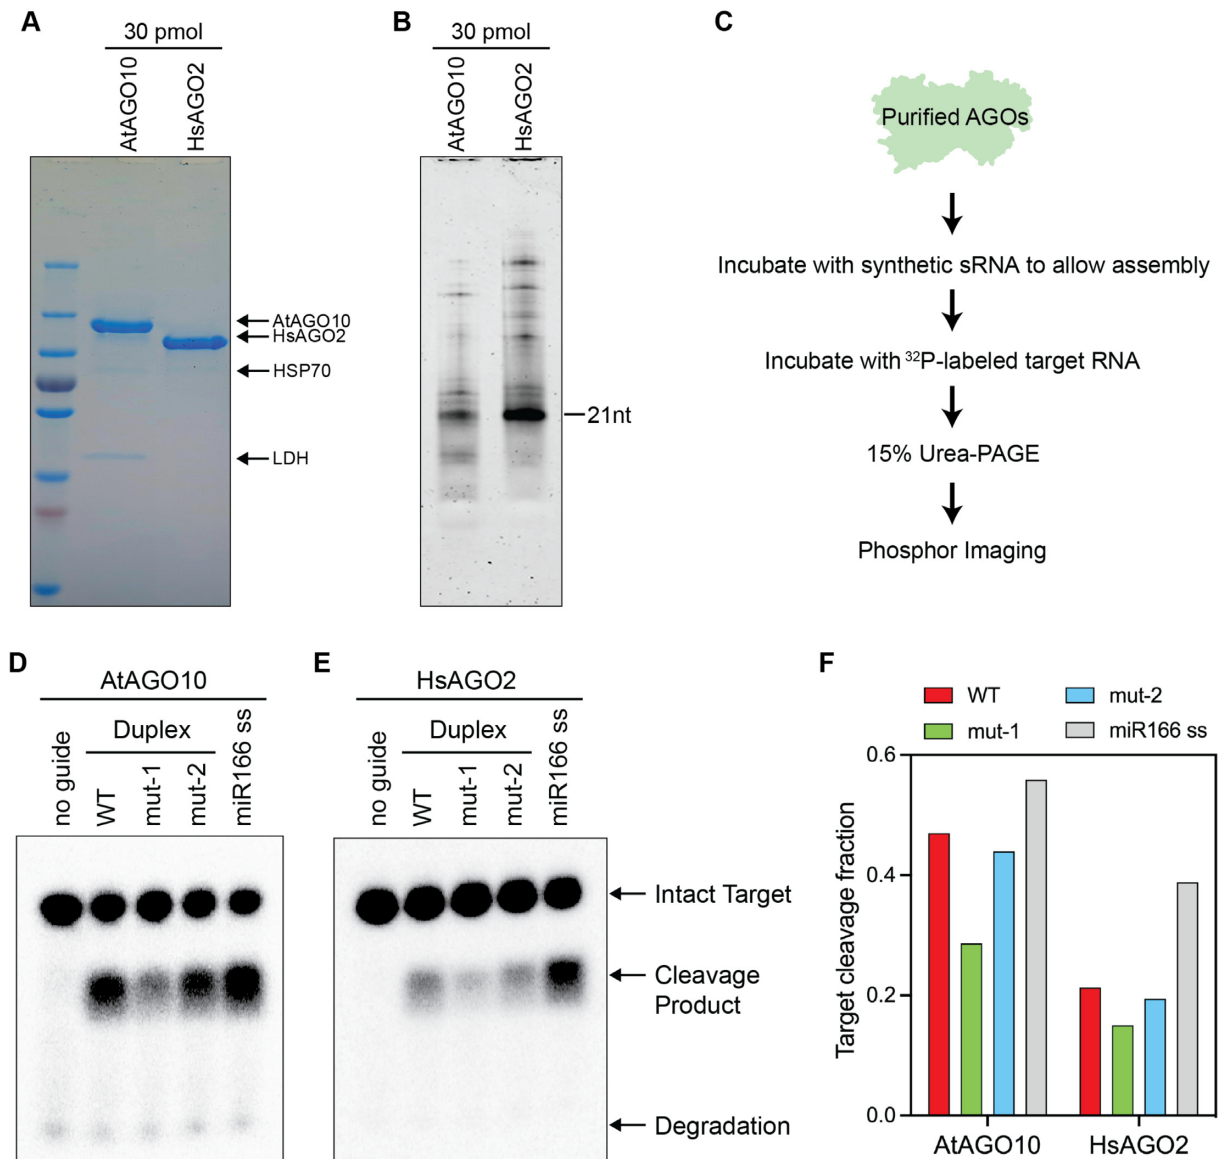 A
30 pmol
AtAGO10
HsAGO2
AtAGO10
HsAGO2
HSP70
LDH
B
30 pmol
AtAGO10
HsAGO2
21nt
C
Purified AGOs
Incubate with synthetic sRNA to allow assembly
Incubate with ³²P-labeled target RNA
15% Urea-PAGE
Phosphor Imaging
D
AtAGO10
Duplex
no guide
WT
mut-1
mut-2
miR166 ss
E
HsAGO2
Duplex
no guide
WT
mut-1
mut-2
miR166 ss
Intact Target
Cleavage
Product
Degradation
F
WT
mut-2
mut-1
miR166 ss
Target cleavage fraction
0.6
0.4
0.2
0.0
AtAGO10
HsAGO2